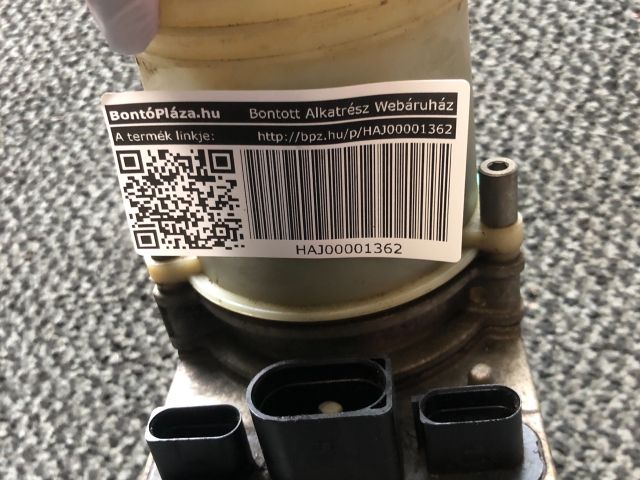 BontóPláza.hu Bontott Alkatrész Webáruház
A termék linkje: http://bpz.hu/p/HAJ00001362
HAJ00001362